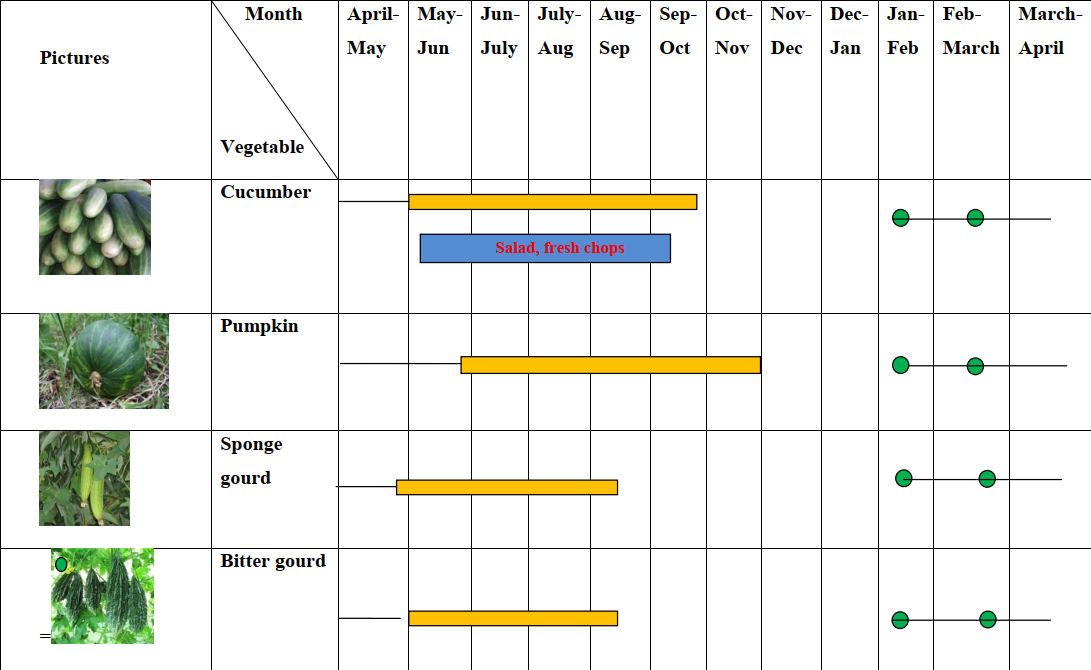 Pictures
Month
Vegetable
April-
May
May-
Jun
Jun-
July
July-
Aug
Aug-
Sep
Sep-
Oct
Oct-
Nov
Nov-
Dec
Dec-
Jan
Jan-
Feb
Feb-
March
March-
April
Cucumber
Salad, fresh chops
Pumpkin
Sponge
gourd
Bitter gourd
=